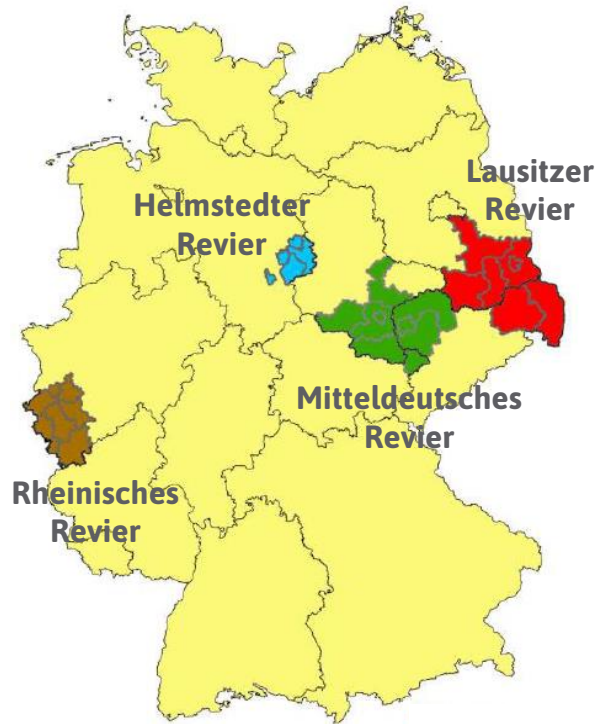 Lausitzer
Revier
Helmstedter
Revier
Mitteldeutsches
Revier
Rheinisches
Revier